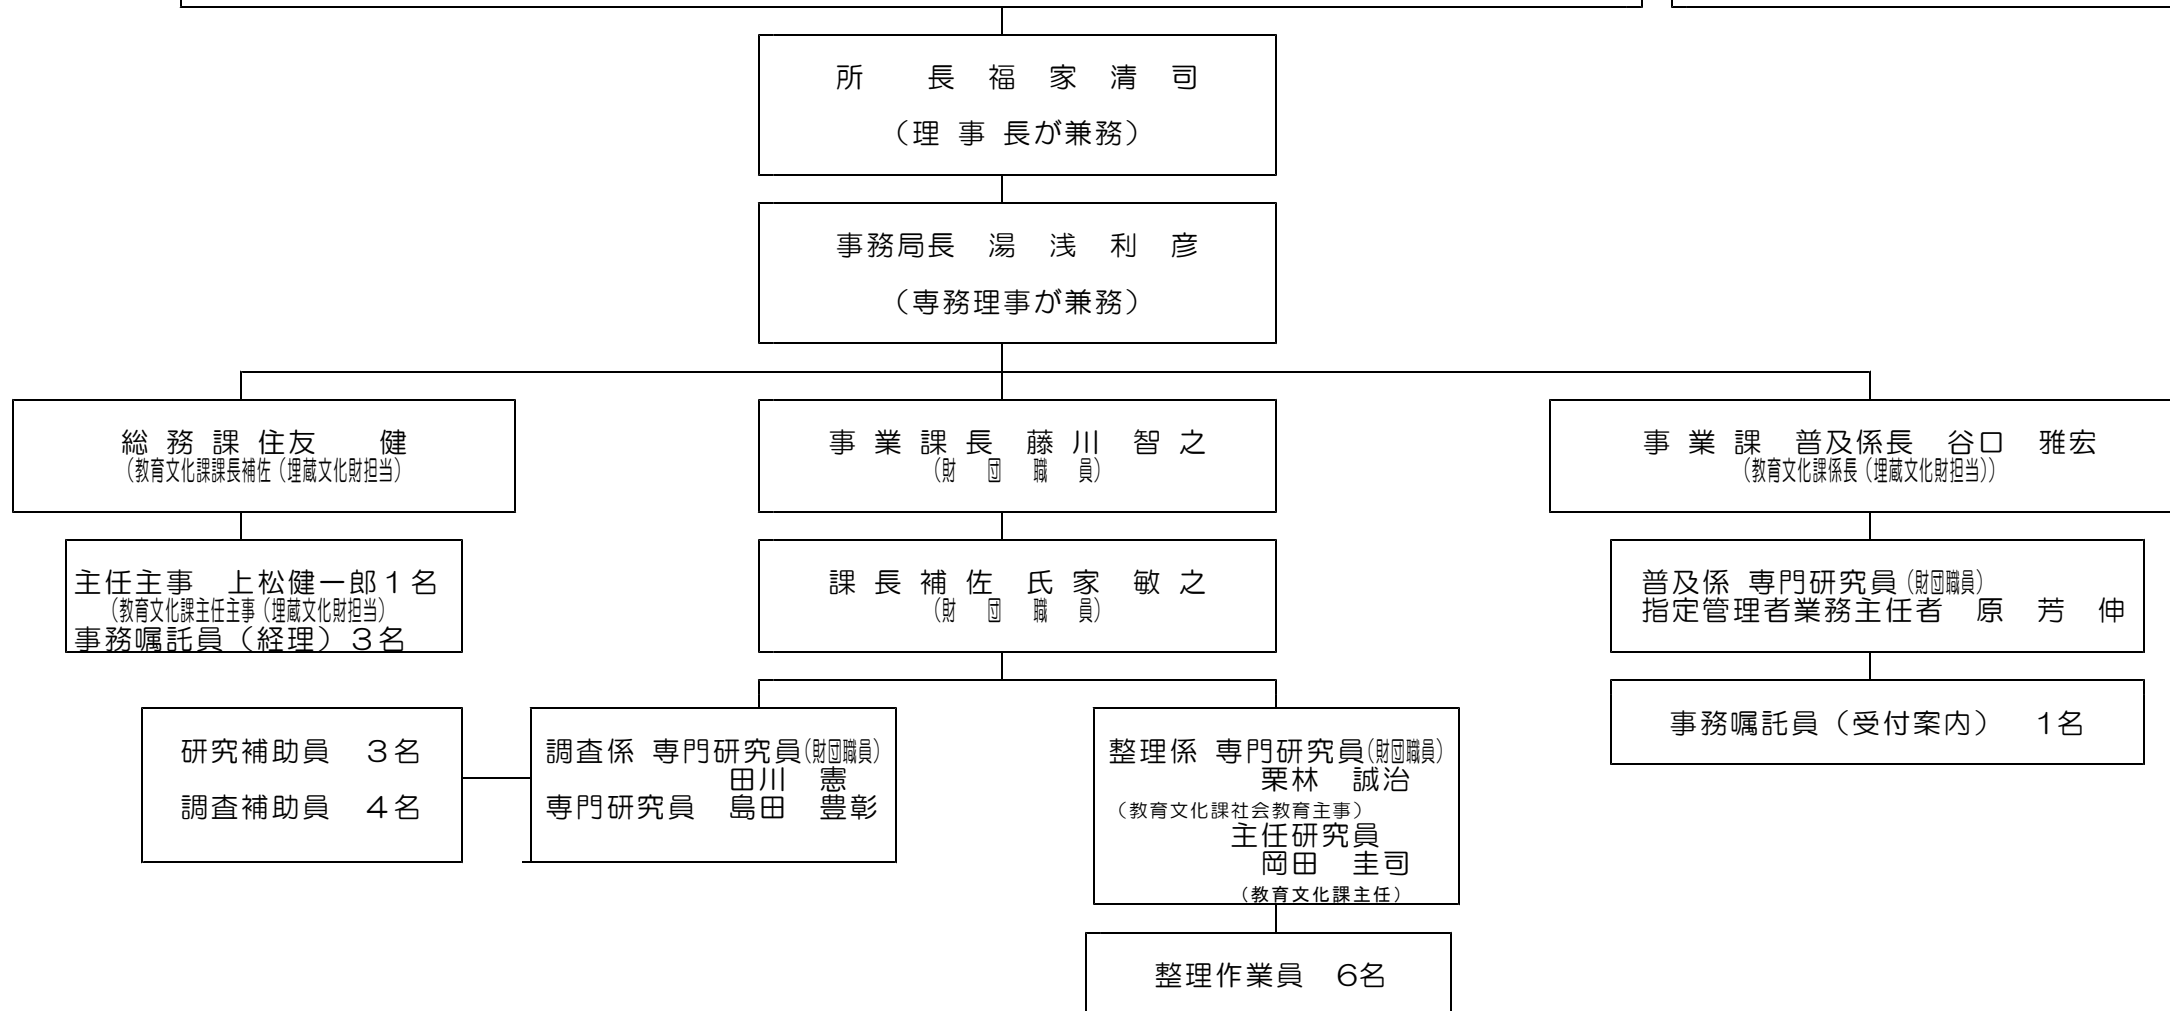 所　　長　福　家　清　司
（理 事 長が兼務）
事務局長　湯　浅　利　彦
（専務理事が兼務）
総 務 課 住友　　健
（教育文化課課長補佐（埋蔵文化財担当）
事 業 課 長　藤 川　智 之
（財　団　職　員）
事 業 課　普及係長　谷口　雅宏
（教育文化課係長（埋蔵文化財担当））
主任主事　上松健一郎１名
（教育文化課主任主事（埋蔵文化財担当）
事務嘱託員（経理）３名
課 長 補 佐　氏 家　敏 之
（財　団　職　員）
普及係 専門研究員（財団職員）
指定管理者業務主任者　原　芳　伸
事務嘱託員（受付案内）　1名
研究補助員　３名
調査補助員　４名
調査係 専門研究員（財団職員）
田川　憲
専門研究員　島田　豊彰
整理係 専門研究員（財団職員）
栗林　誠治
（教育文化課社会教育主事）
主任研究員
岡田　圭司
（教育文化課主任）
整理作業員　6名